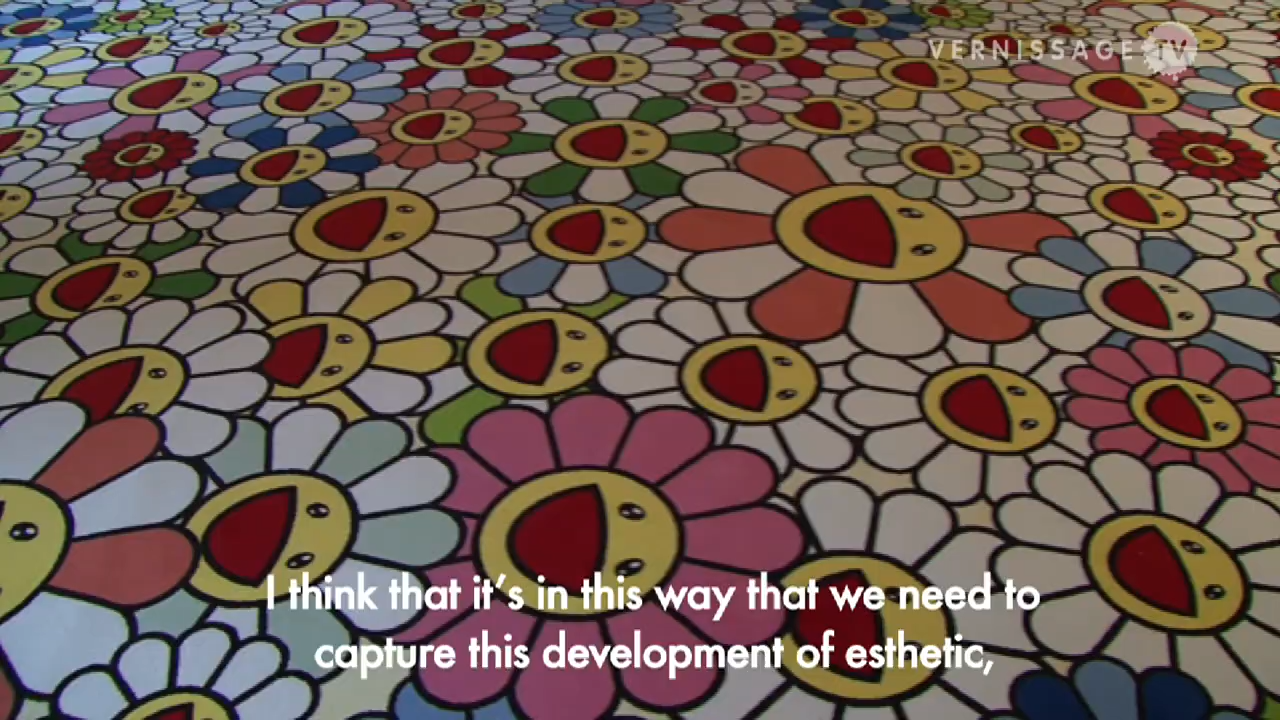 VERNISSAGE TV
I think that it's in this way that we need to
capture this development of esthetic,